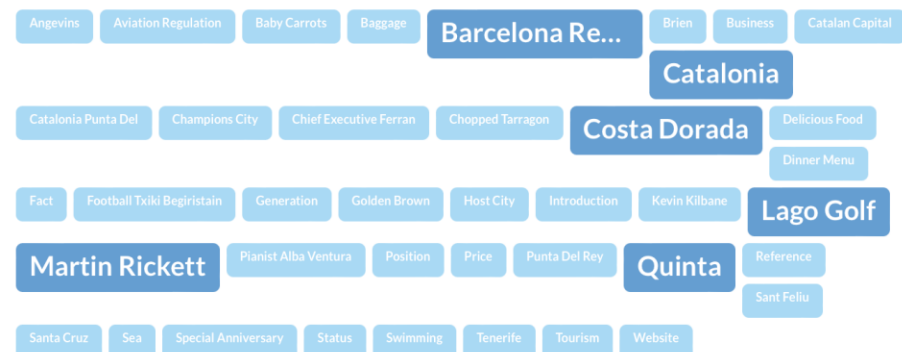 Angevins Aviation Regulation Baby Carrots Baggage Barcelona Re... Brien Business Catalan Capital
Catalonia
Catalonia Punta Del Champions City Chief Executive Ferran Chopped Tarragon Costa Dorada Delicious Food
Dinner Menu
Fact Football Txiki Begiristain Generation Golden Brown Host City Introduction Kevin Kilbane Lago Golf
Martin Rickett Pianist Alba Ventura Position Price Punta Del Rey Quinta Reference
Sant Feliu
Santa Cruz Sea Special Anniversary Status Swimming Tenerife Tourism Website